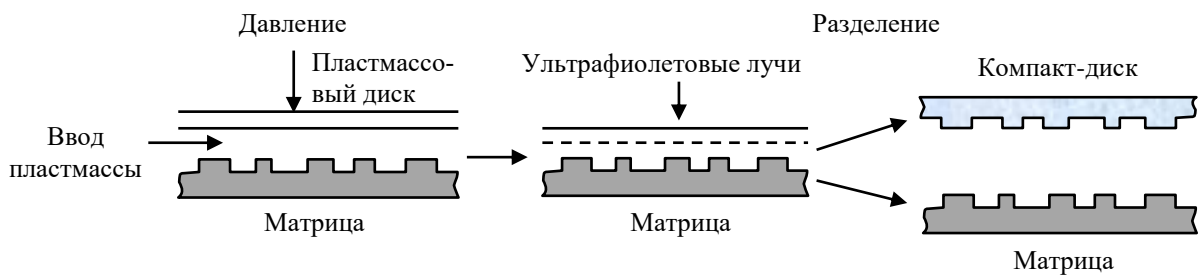 Давление
Разделение
Пластмассо-
вый диск
Ультрафиолетовые лучи
Компакт-диск
Ввод
пластмассы
Матрица
Матрица
Матрица